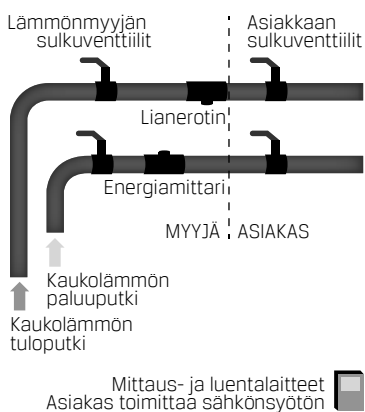 Lämmönmyyjän
sulkuventtiilit
Asiakkaan
sulkuventtiilit
Lianerotin
Energiamittari
MYYJÄ
ASIAKAS
Kaukolämmön
paluuputki
Kaukolämmön
tuloputki
Mittaus- ja luentalaitteet
Asiakas toimittaa sähkönsyötön